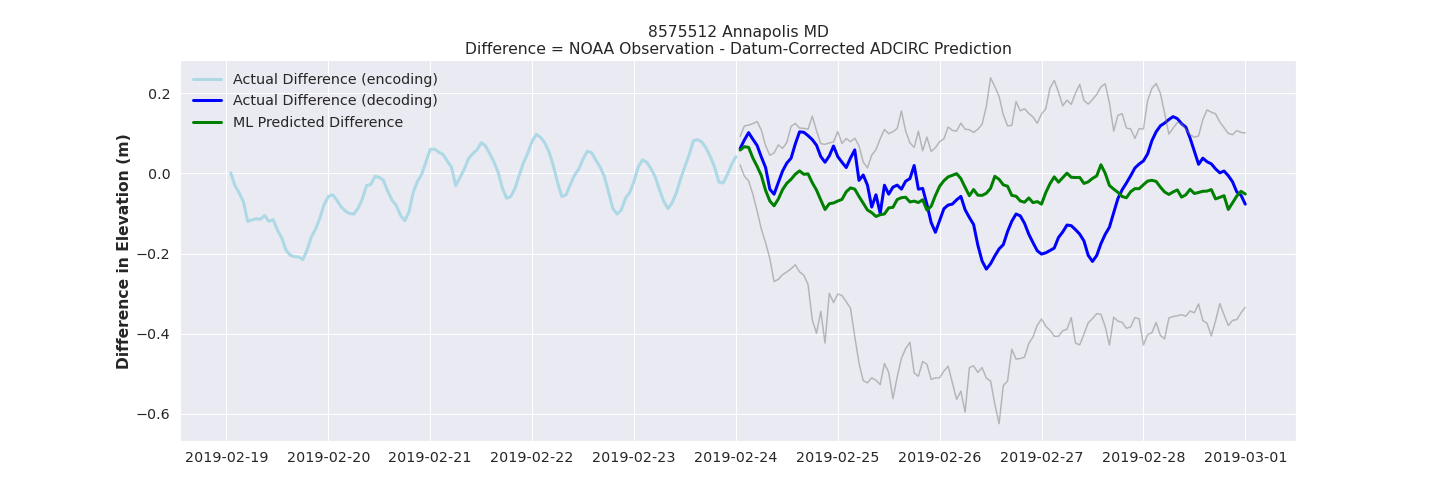 8575512 Annapolis MD
Difference = NOAA Observation - Datum-Corrected ADCIRC Prediction
Actual Difference (encoding)
Actual Difference (decoding)
ML Predicted Difference
Difference in Elevation (m)
0.2
0.0
−0.2
−0.4
−0.6
2019-02-19 2019-02-20 2019-02-21 2019-02-22 2019-02-23 2019-02-24 2019-02-25 2019-02-26 2019-02-27 2019-02-28 2019-03-01